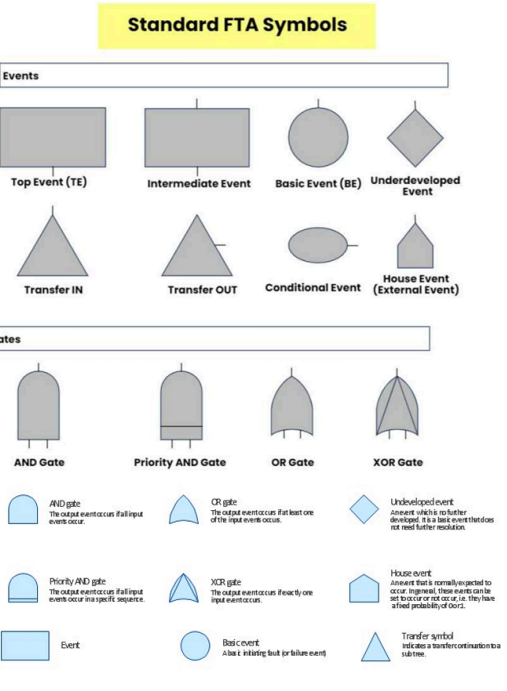 Standard FTA Symbols
Events
Top Event (TE)
Intermediate Event
Basic Event (BE)
Underdeveloped
Event
Transfer IN
Transfer OUT
Conditional Event
House Event
(External Event)
ates
AND Gate
Priority AND Gate
OR Gate
XOR Gate
AND gate
The output event occurs if all input
events occur.
OR gate
The output event occurs if at least one
of the input events occurs.
Undeveloped event
An event which is no further
developed. It is a basic event that does
not need further resolution.
Priority AND gate
The output event occurs if all input
events occur in a specific sequence.
XOR gate
The output event occurs if exactly one
input event occurs.
House event
An event that is normally expected to
occur. In general, these events can be
set to occur or not occur, i.e. they have
a fixed probability of 0 or 1.
Event
Basic event
A basic initiating fault (or failure event)
Transfer symbol
Indicates a transfer continuation to a
sub tree.